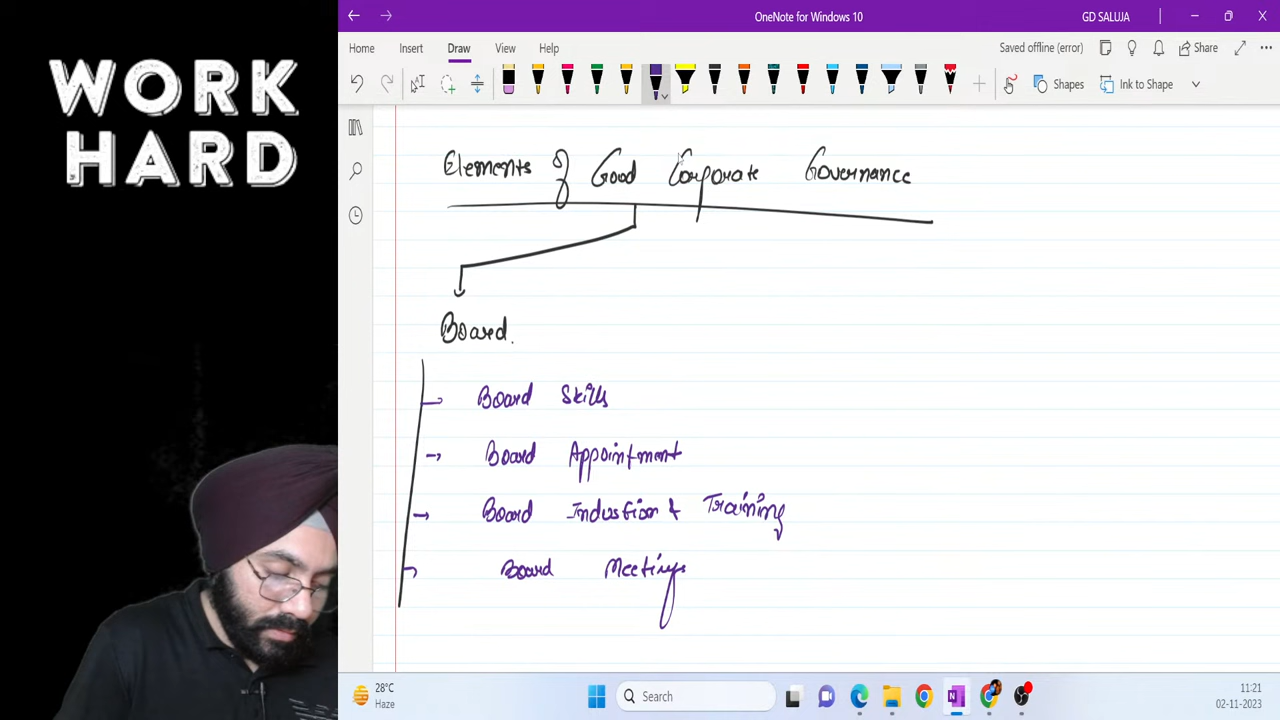 WORK
HARD
OneNote for Windows 10
GD SALUJA
Home Insert Draw View Help
Saved offline (error)
Share
Shapes
Ink to Shape
Elements of Good Corporate Governance
Board.
Board Skills
Board Appointment
Board Industion & Training
Board Meetings
28°C
Haze
Search
11:21
02-11-2023